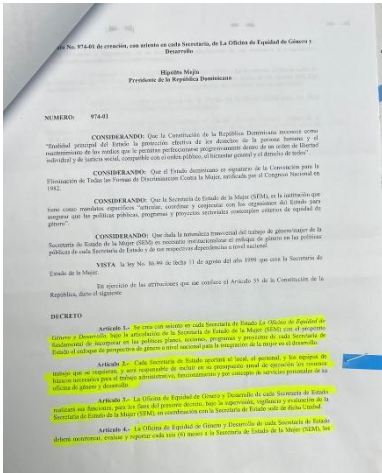 No. 974-01 de creación, con asiento en cada Secretaría, de La Oficina de Equidad de Género y
Desarrollo
Hipólito Mejía
Presidente de la República Dominicana
NUMERO: 974-01
CONSIDERANDO: Que la Constitución de la República Dominicana reconoce como
"finalidad principal del Estado la protección efectiva de los derechos de la persona humana y el
mantenimiento de los medios que le permitan perfeccionarse progresivamente dentro de un orden de libertad
individual y de justicia social, compatible con el orden público, el bienestar general y el derecho de todos".
CONSIDERANDO: Que el Estado dominicano es signatario de la Convención para la
Eliminación de Todas las Formas de Discriminación Contra la Mujer, ratificada por el Congreso Nacional en
1982.
CONSIDERANDO: Que la Secretaría de Estado de la Mujer (SEM), es la institución que
tiene como mandatos específicos "articular, coordinar y conjuntar con los organismos del Estado para
asegurar que las políticas públicas, programas y proyectos sectoriales contemplen criterios de equidad de
género".
CONSIDERANDO: Que dada la naturaleza transversal del trabajo de género/mujer de la
Secretaría de Estado de la Mujer (SEM) es necesario institucionalizar el enfoque de género en las políticas
públicas de cada Secretaría de Estado y de sus respectivas dependencias a nivel nacional.
VISTA la ley No. 86-99 de fecha 11 de agosto del año 1999 que crea la Secretaría de
Estado de la Mujer.
En ejercicio de las atribuciones que me confiere el Artículo 55 de la Constitución de la
República, dicto el siguiente
DECRETO
Artículo 1.- Se crea con asiento en cada Secretaría de Estado La Oficina de Equidad de
Género y Desarrollo, bajo la articulación de la Secretaría de Estado de la Mujer (SEM) con el propósito
fundamental de incorporar en las políticas planes, acciones, programas y proyectos de cada Secretaría de
Estado el enfoque de perspectiva de género a nivel nacional para la integración de la mujer en el desarrollo.
Artículo 2.- Cada Secretaría de Estado aportará el local, el personal, y los equipos de
trabajo que se requieran, y será responsable de incluir en su presupuesto anual de ejecución los recursos
básicos necesarios para el trabajo administrativo, funcionamiento y por concepto de servicios personales de su
oficina de género y desarrollo.
Artículo 3.- La Oficina de Equidad de Género y Desarrollo de cada Secretaría de Estado
realizará sus funciones, para los fines del presente decreto, bajo la supervisión, vigilancia y evaluación de la
Secretaría de Estado de la Mujer (SEM), en coordinación con la Secretaría de Estado sede de dicha Unidad.
Artículo 4.- La Oficina de Equidad de Género y Desarrollo de cada Secretaría de Estado
deberá monitorear, evaluar y reportar cada seis (6) meses a la Secretaría de Estado de la Mujer (SEM), los